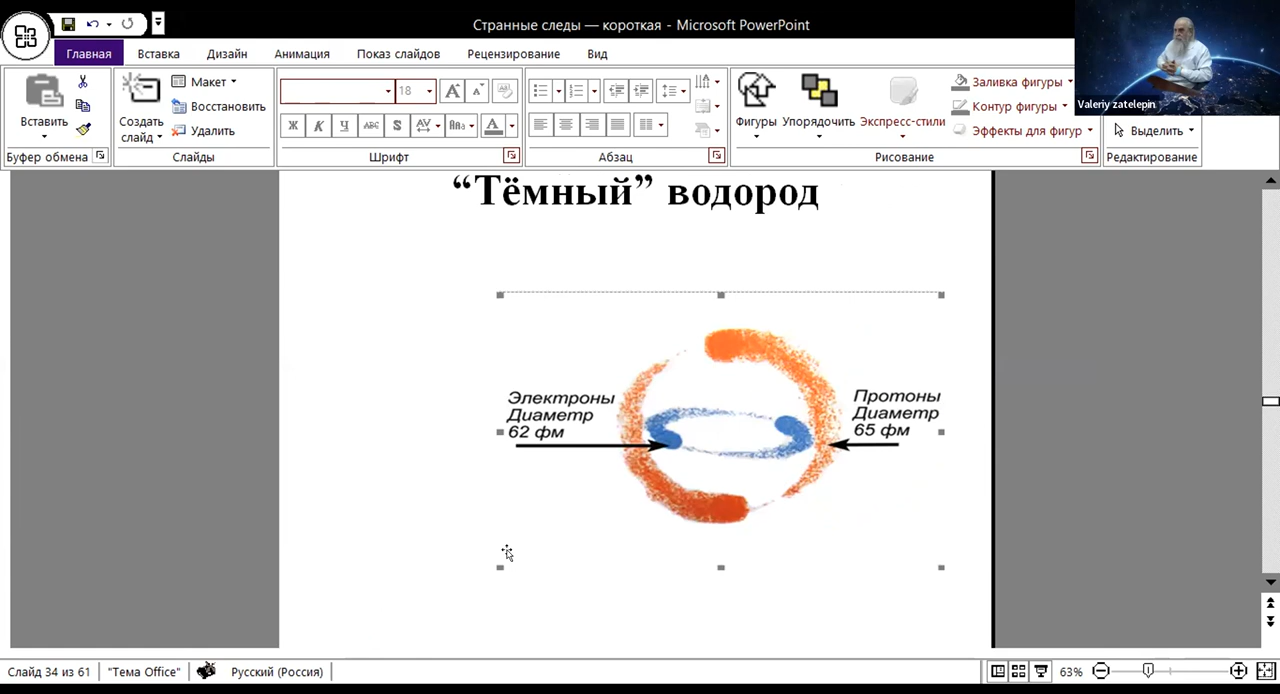 Странные следы — короткая - Microsoft PowerPoint
Главная
Вставка
Дизайн
Анимация
Показ слайдов
Рецензирование
Вид
Valeriy zatelepin
Вставить
Буфер обмена
Создать
слайд
Макет
Восстановить
Удалить
Слайды
18
Ж К Ч ABC S AV Aa A
Шрифт
Абзац
Фигуры
Упорядочить
Экспресс-стили
Заливка фигуры
Контур фигуры
Эффекты для фигур
Рисование
Выделить
Редактирование
“Тёмный” водород
Электроны
Диаметр
62 фм
Протоны
Диаметр
65 фм
Слайд 34 из 61
"Тема Office"
Русский (Россия)
63%